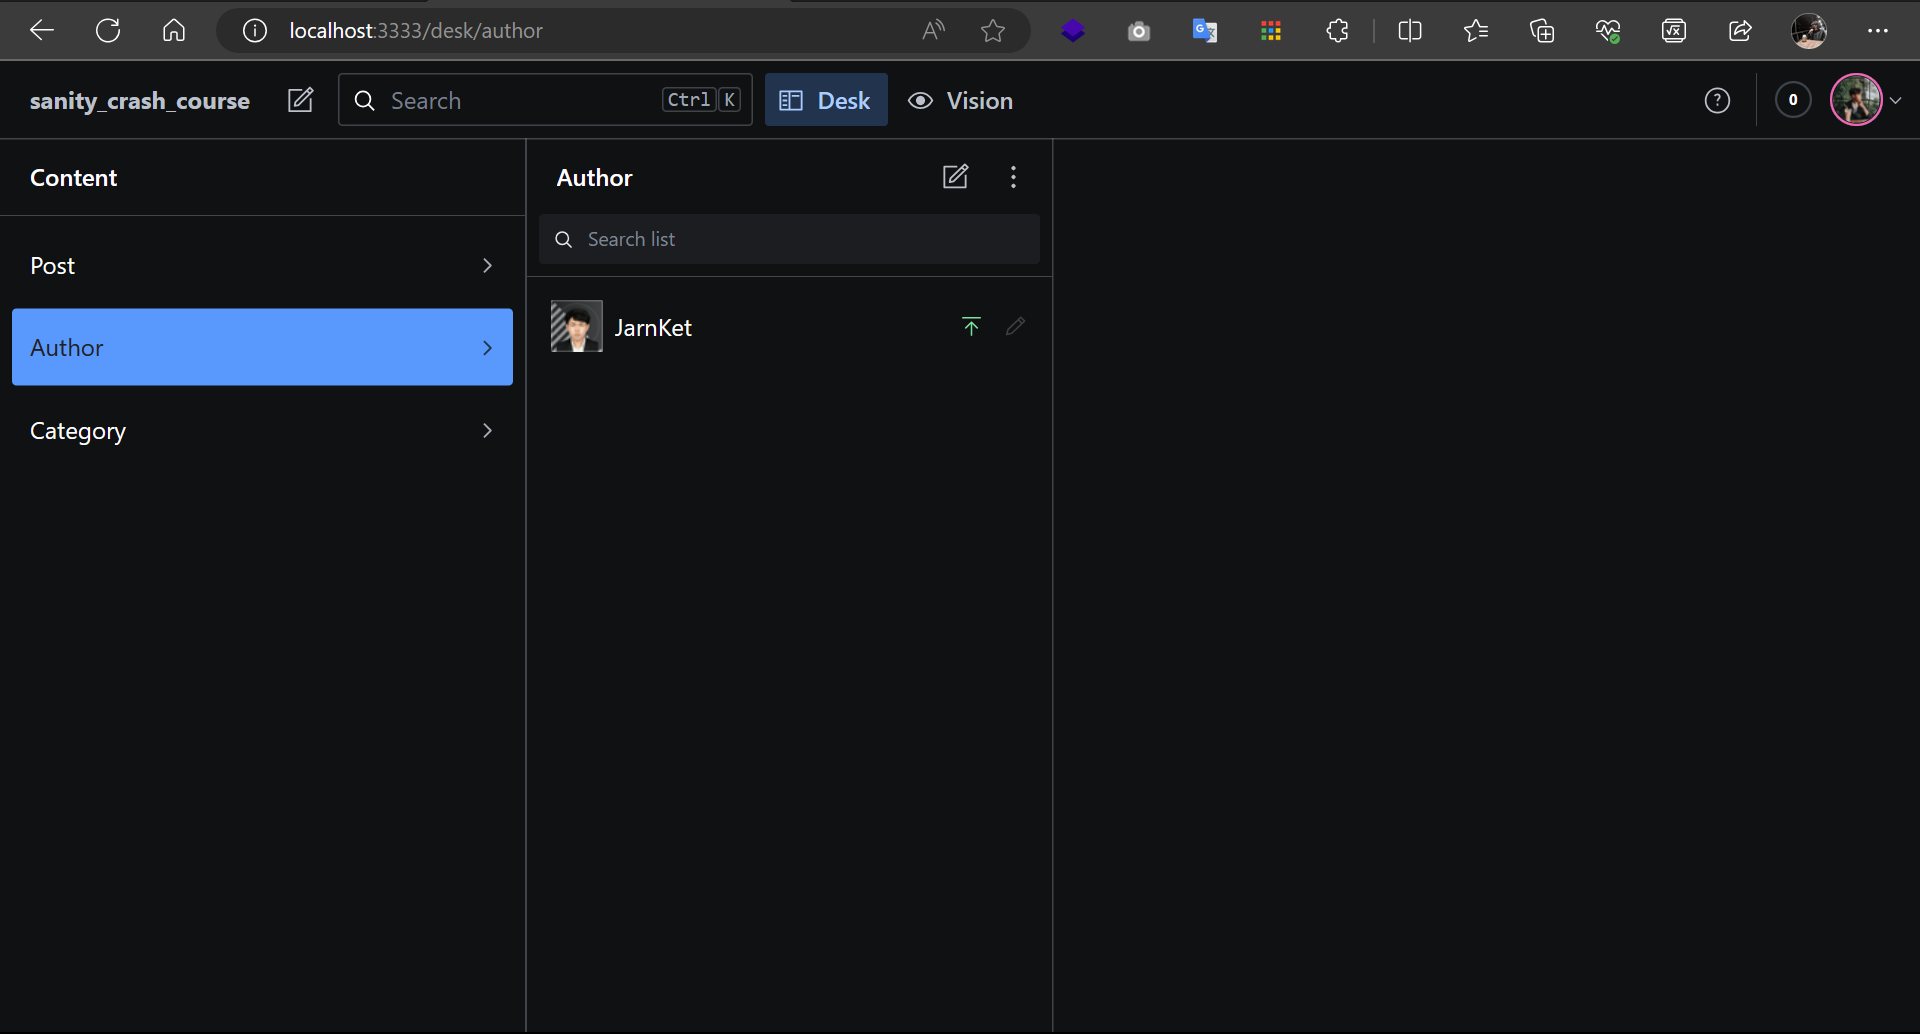 localhost:3333/desk/author
sanity_crash_course
Search
Ctrl K
Desk
Vision
0
Content
Post
Author
Category
Author
Search list
JarnKet